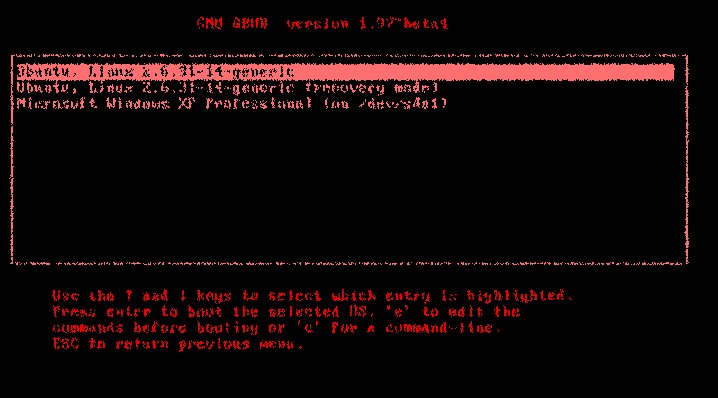 GNU GRUB version 1.97~beta4
Ubuntu, Linux 2.6.31-14-generic
Ubuntu, Linux 2.6.31-14-generic (recovery mode)
Microsoft Windows XP Professional (on /dev/sda1)
Use the ↑ and ↓ keys to select which entry is highlighted.
Press enter to boot the selected OS, 'e' to edit the
commands before booting or 'c' for a command-line.
ESC to return previous menu.